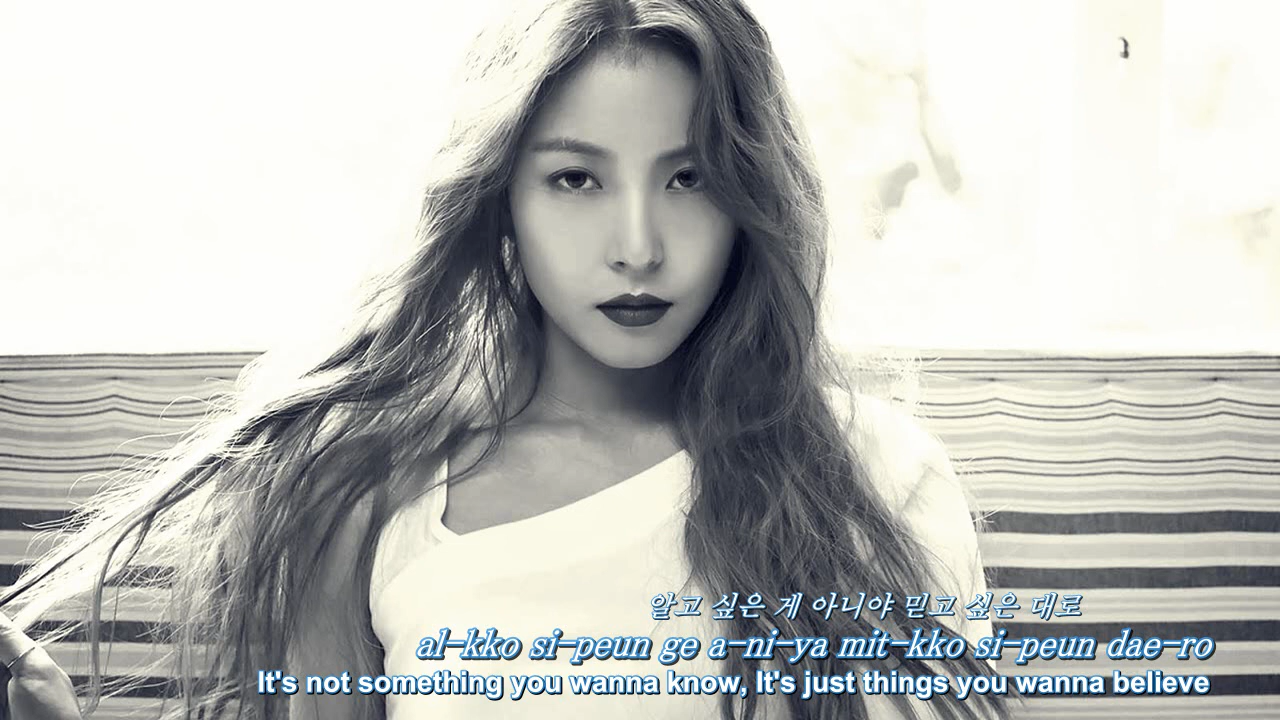 알고 싶은 게 아니야 믿고 싶은 대로
al-kko si-peun ge a-ni-ya mit-kko si-peun dae-ro
It's not something you wanna know, It's just things you wanna believe